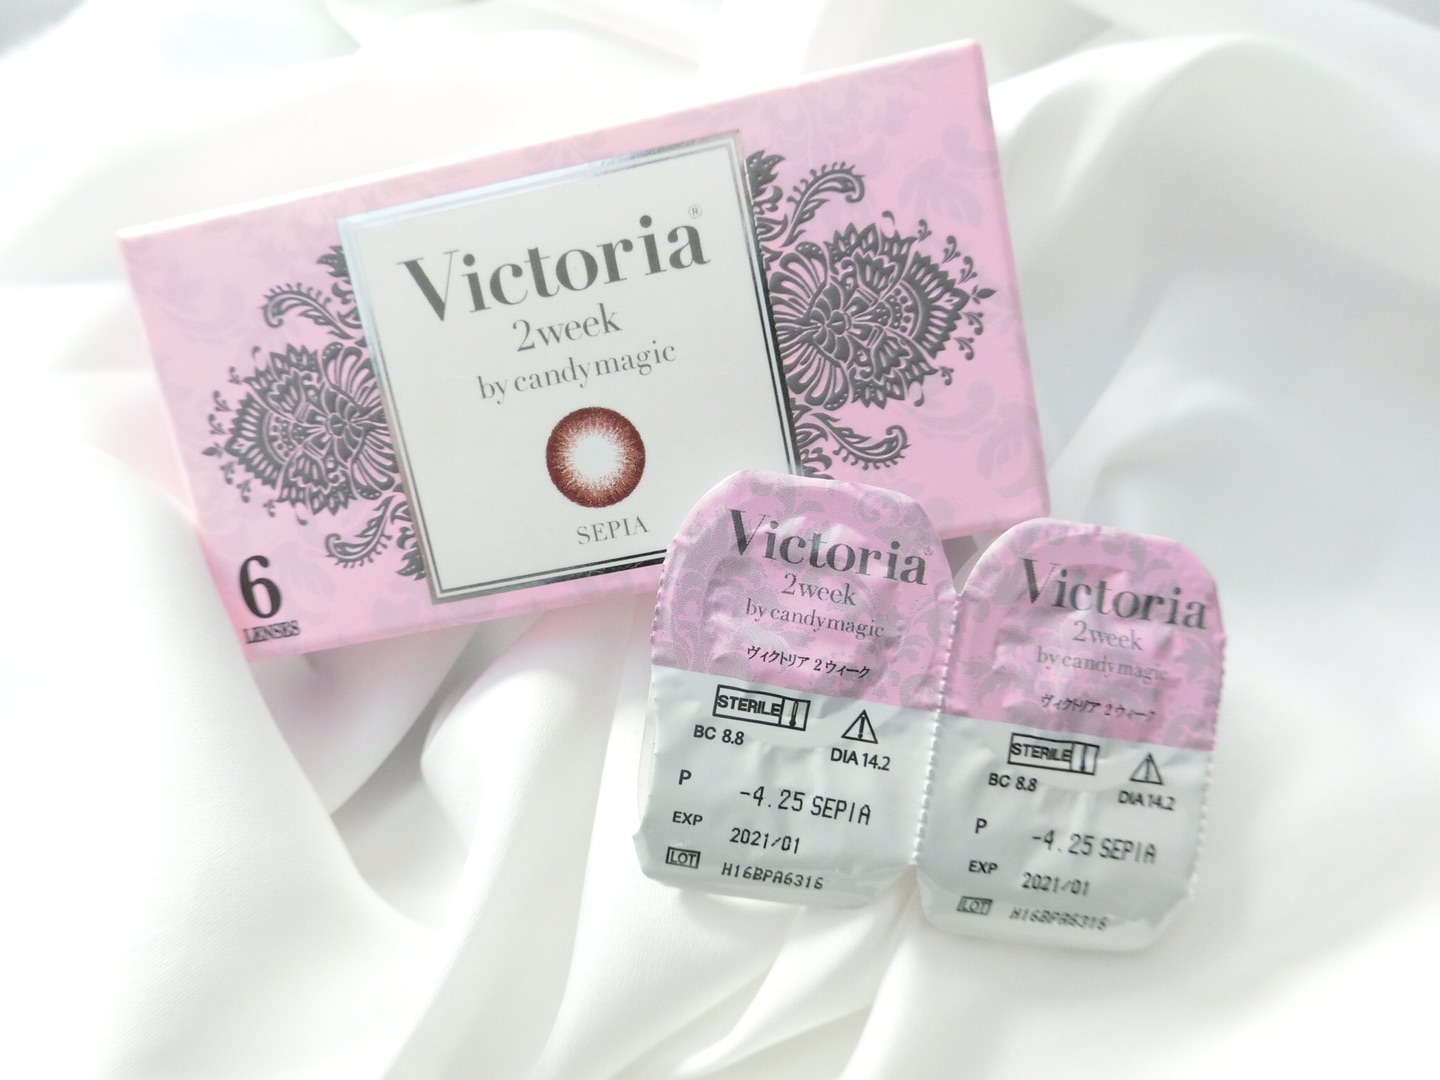 Victoria®
2week
by candymagic
SEPIA
6
LENSES
Victoria®
2week
by candymagic
ヴィクトリア 2ウィーク
STERILE
BC 8.8
DIA 14.2
P -4.25 SEPIA
EXP 2021/01
LOT H16BPA6316
Victoria
2week
by candymagic
ヴィクトリア 2ウィーク
STERILE
BC 8.8
DIA 14.2
P -4.25 SEPIA
EXP 2021/01
LOT H16BPA6316